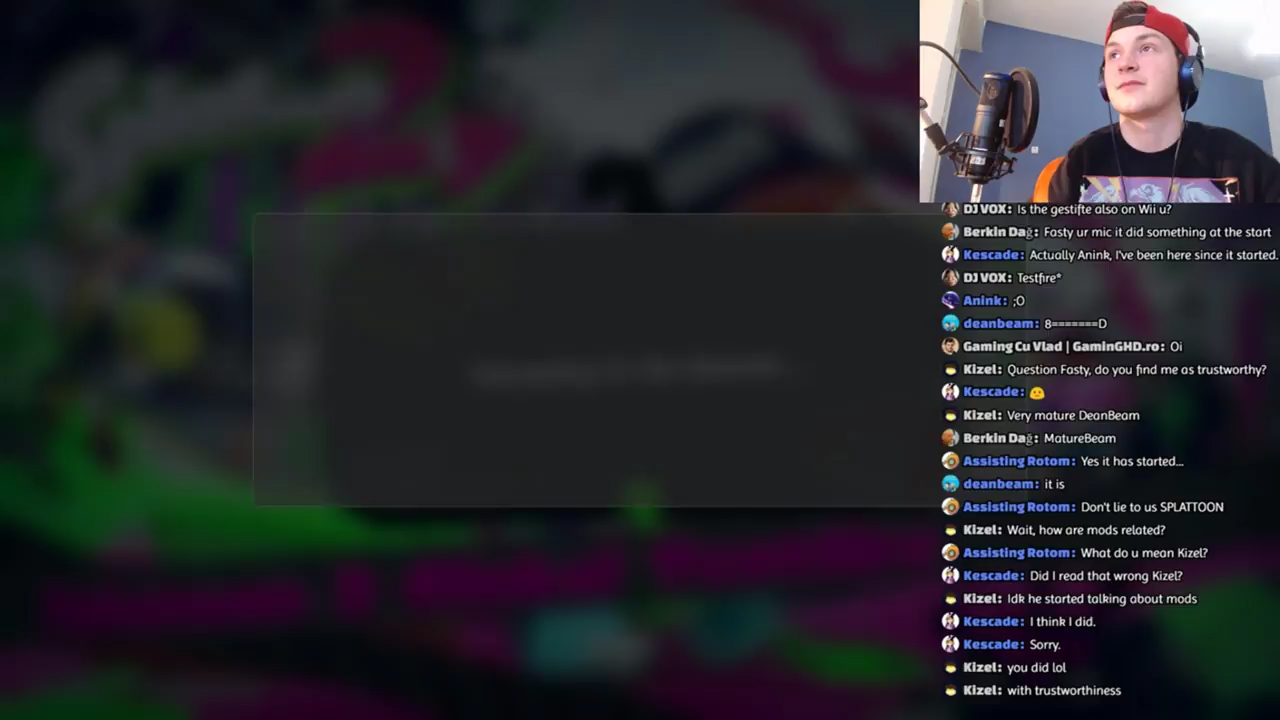 DJ VOX: Is the gestifte also on Wii u?
Berkin Dağ: Fasty ur mic it did something at the start
Kescade: Actually Anink, I've been here since it started.
DJ VOX: Testfire*
Anink: ;O
deanbeam: 8=======D
Gaming Cu Vlad | GaminGHD.ro: Oi
Kizel: Question Fasty, do you find me as trustworthy?
Kescade: 😐
Kizel: Very mature DeanBeam
Berkin Dağ: MatureBeam
Assisting Rotom: Yes it has started...
deanbeam: it is
Assisting Rotom: Don't lie to us SPLATTOON
Kizel: Wait, how are mods related?
Assisting Rotom: What do u mean Kizel?
Kescade: Did I read that wrong Kizel?
Kizel: Idk he started talking about mods
Kescade: I think I did.
Kescade: Sorry.
Kizel: you did lol
Kizel: with trustworthiness